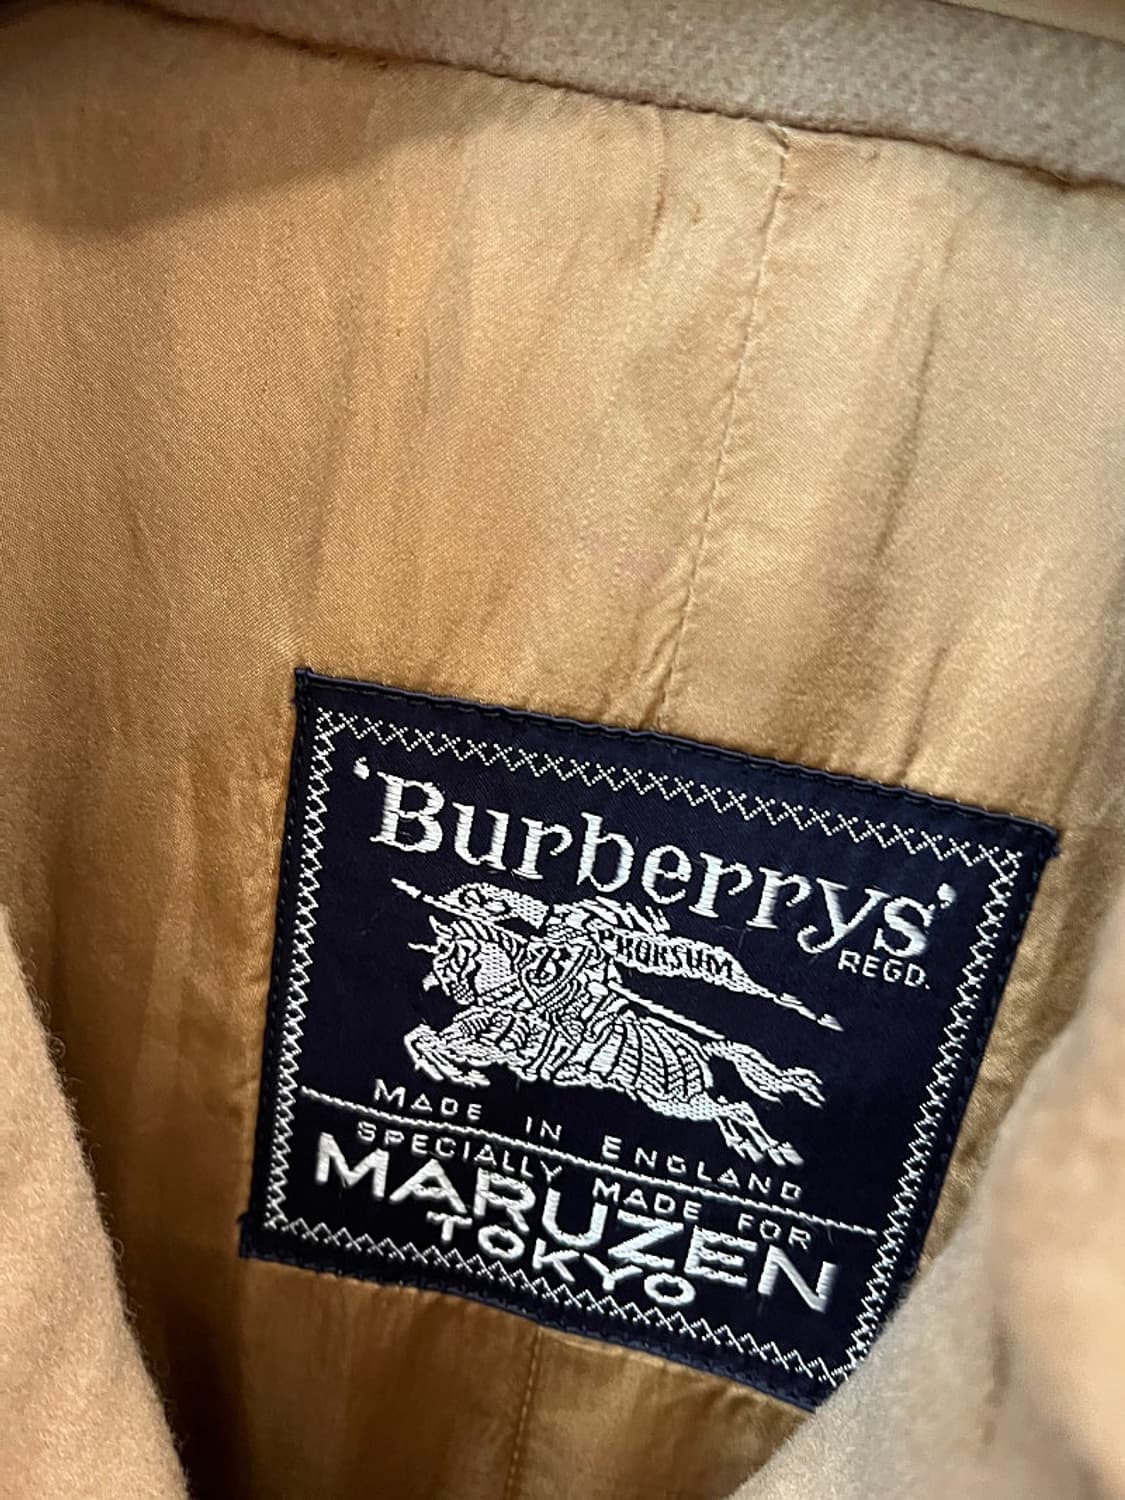 'Burberrys'
REGD.
PRORSUM
B
MADE IN ENGLAND
SPECIALLY MADE FOR
MARUZEN
TOKYO